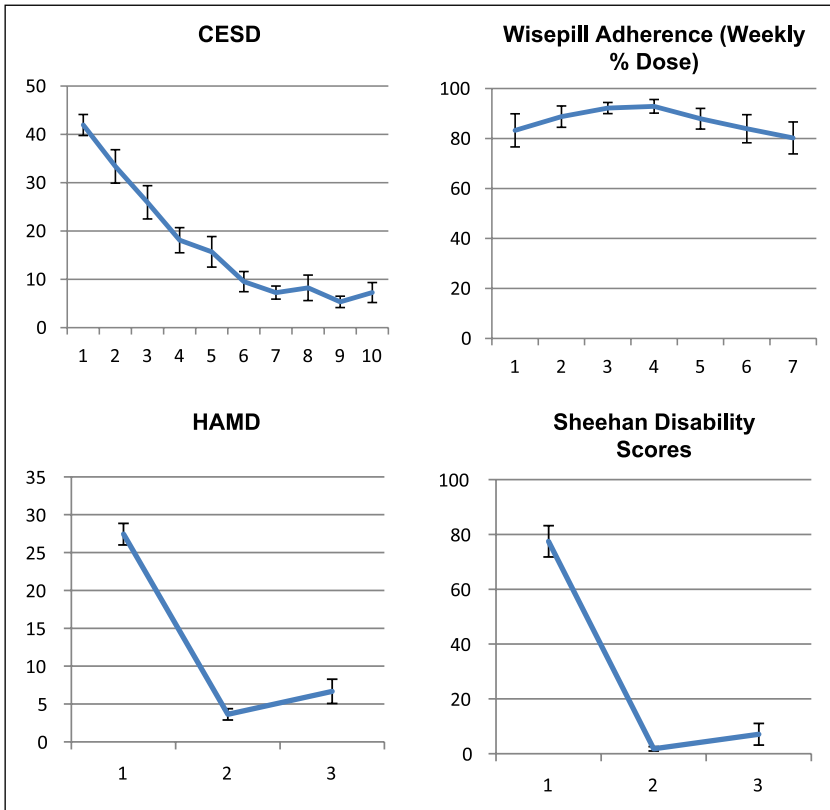 CESD
50
40
30
20
10
0
1 2 3 4 5 6 7 8 9 10
Wisepill Adherence (Weekly
% Dose)
100
80
60
40
20
0
1 2 3 4 5 6 7
HAMD
35
30
25
20
15
10
5
0
1 2 3
Sheehan Disability
Scores
100
80
60
40
20
0
1 2 3